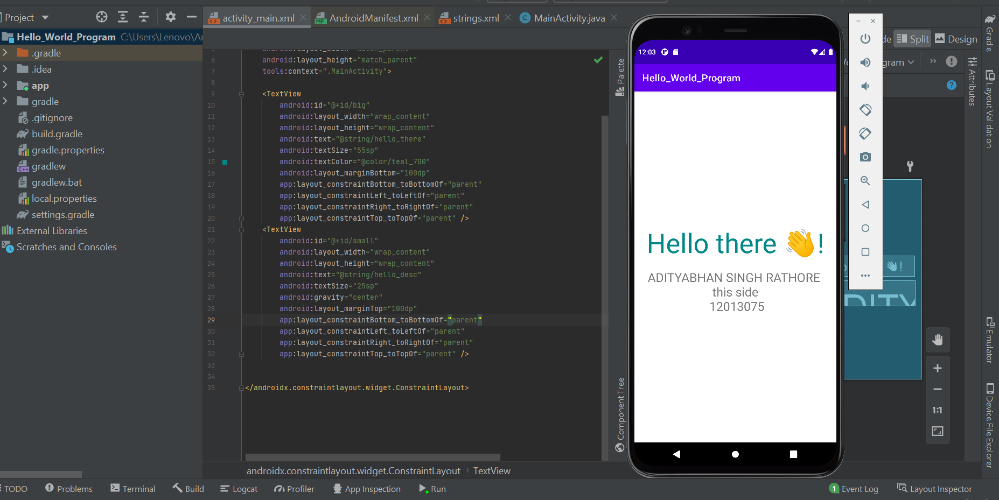 Project
activity_main.xml
AndroidManifest.xml
strings.xml
MainActivity.java
Hello_World_Program C:\Users\Lenovo\
.gradle
.idea
app
gradle
.gitignore
build.gradle
gradle.properties
gradlew
gradlew.bat
local.properties
settings.gradle
External Libraries
Scratches and Consoles
6 android:layout_height="match_parent"
7 tools:context=".MainActivity">
8
9 <TextView
10 android:id="@+id/big"
11 android:layout_width="wrap_content"
12 android:layout_height="wrap_content"
13 android:text="@string/hello_there"
14 android:textSize="55sp"
15 android:textColor="@color/teal_700"
16 android:layout_marginBottom="100dp"
17 app:layout_constraintBottom_toBottomOf="parent"
18 app:layout_constraintLeft_toLeftOf="parent"
19 app:layout_constraintRight_toRightOf="parent"
20 app:layout_constraintTop_toTopOf="parent" />
21 <TextView
22 android:id="@+id/small"
23 android:layout_width="wrap_content"
24 android:layout_height="wrap_content"
25 android:text="@string/hello_desc"
26 android:textSize="25sp"
27 android:gravity="center"
28 android:layout_marginTop="100dp"
29 app:layout_constraintBottom_toBottomOf="parent"
30 app:layout_constraintLeft_toLeftOf="parent"
31 app:layout_constraintRight_toRightOf="parent"
32 app:layout_constraintTop_toTopOf="parent" />
33
34
35 </androidx.constraintlayout.widget.ConstraintLayout>
androidx.constraintlayout.widget.ConstraintLayout › TextView
Palette
Component Tree
12:03
Hello_World_Program
Hello there 👋!
ADITYABHAN SINGH RATHORE
this side
12013075
Split
Design
Attributes
1:1
Gradle
Layout Validation
Emulator
Device File Explorer
TODO
Problems
Terminal
Build
Logcat
Profiler
App Inspection
Run
1 Event Log
Layout Inspector